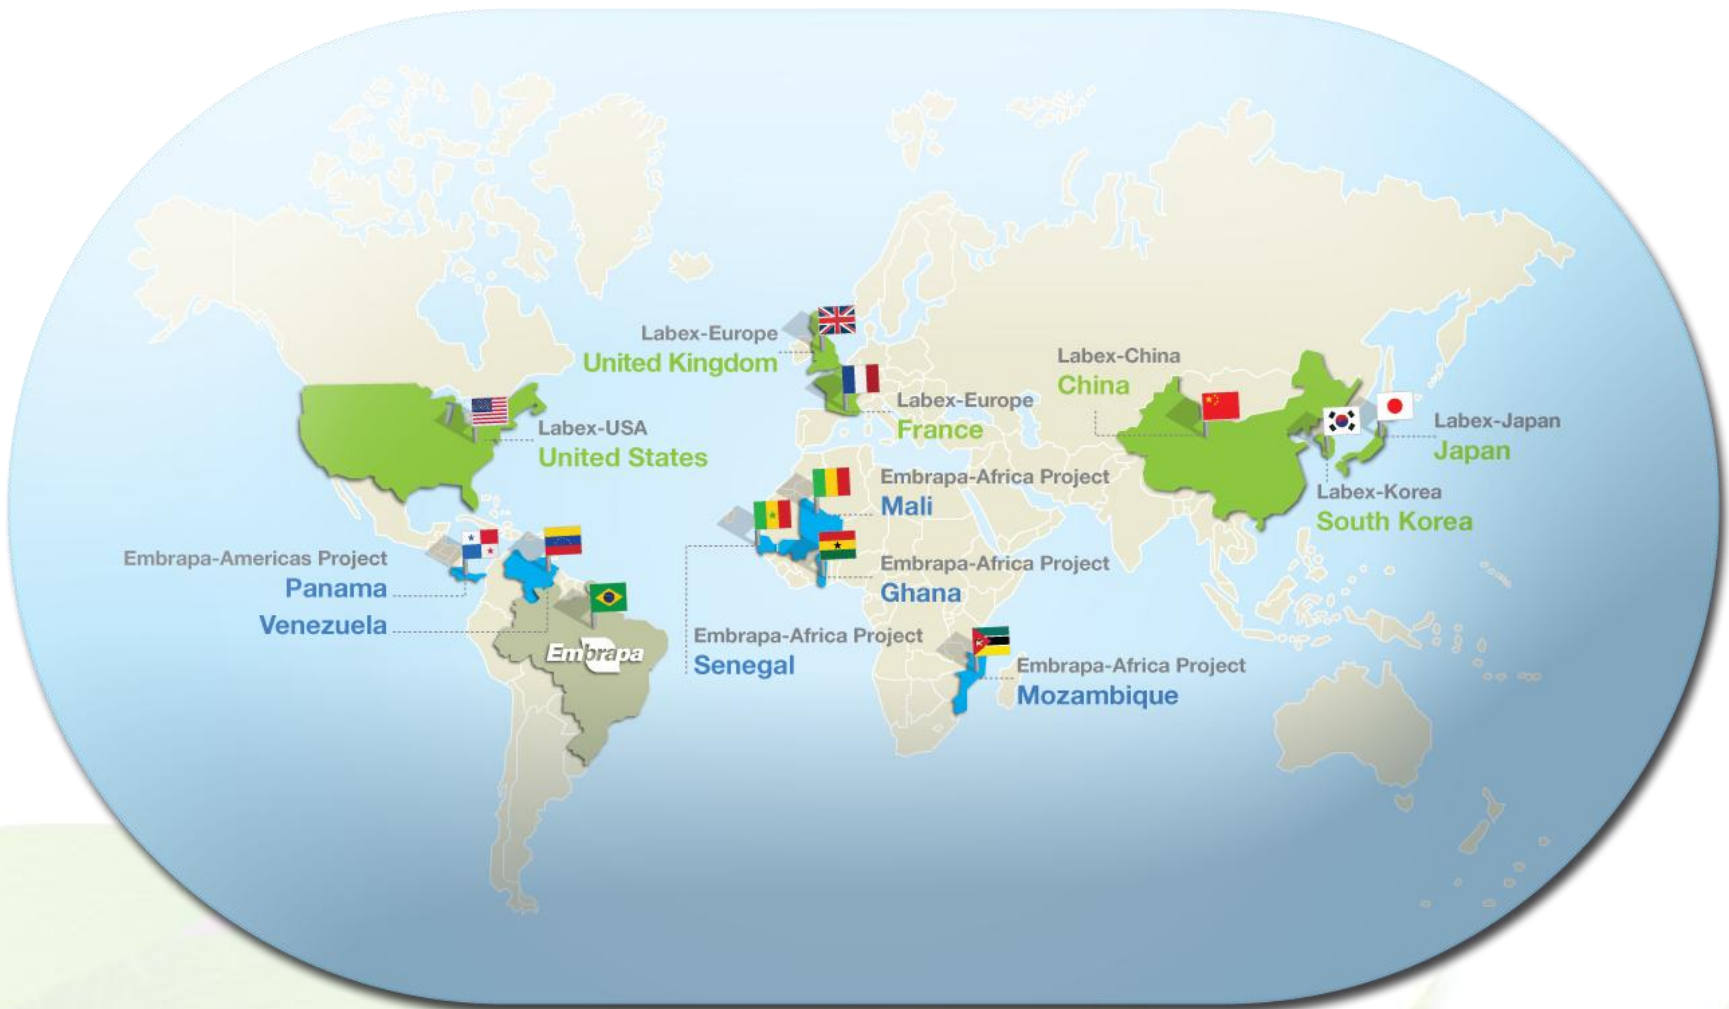 Labex-Europe
United Kingdom
Labex-Europe
France
Labex-China
China
Labex-USA
United States
Labex-Japan
Japan
Labex-Korea
South Korea
Embrapa-Africa Project
Mali
Embrapa-Americas Project
Panama
Venezuela
Embrapa-Africa Project
Ghana
Embrapa
Embrapa-Africa Project
Senegal
Embrapa-Africa Project
Mozambique